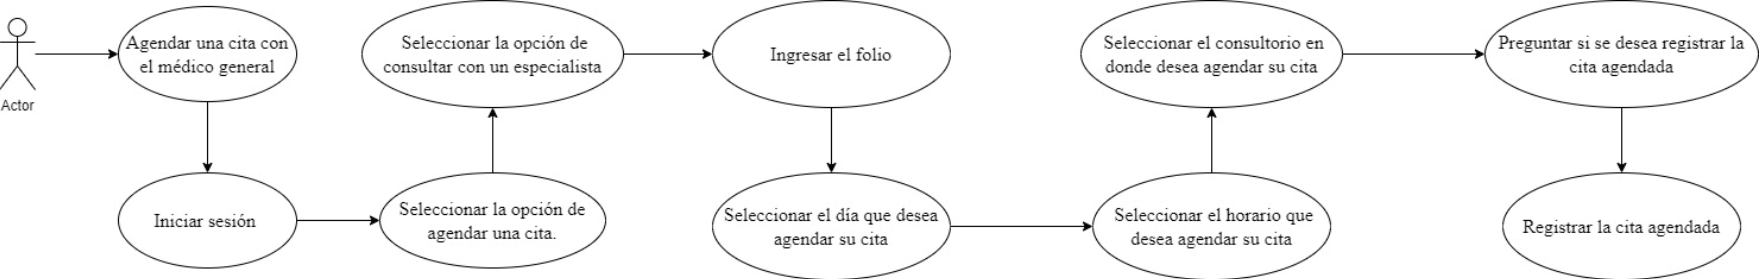 Actor
Agendar una cita con
el médico general
Iniciar sesión
Seleccionar la opción de
agendar una cita.
Seleccionar la opción de
consultar con un especialista
Ingresar el folio
Seleccionar el día que desea
agendar su cita
Seleccionar el horario que
desea agendar su cita
Seleccionar el consultorio en
donde desea agendar su cita
Preguntar si se desea registrar la
cita agendada
Registrar la cita agendada